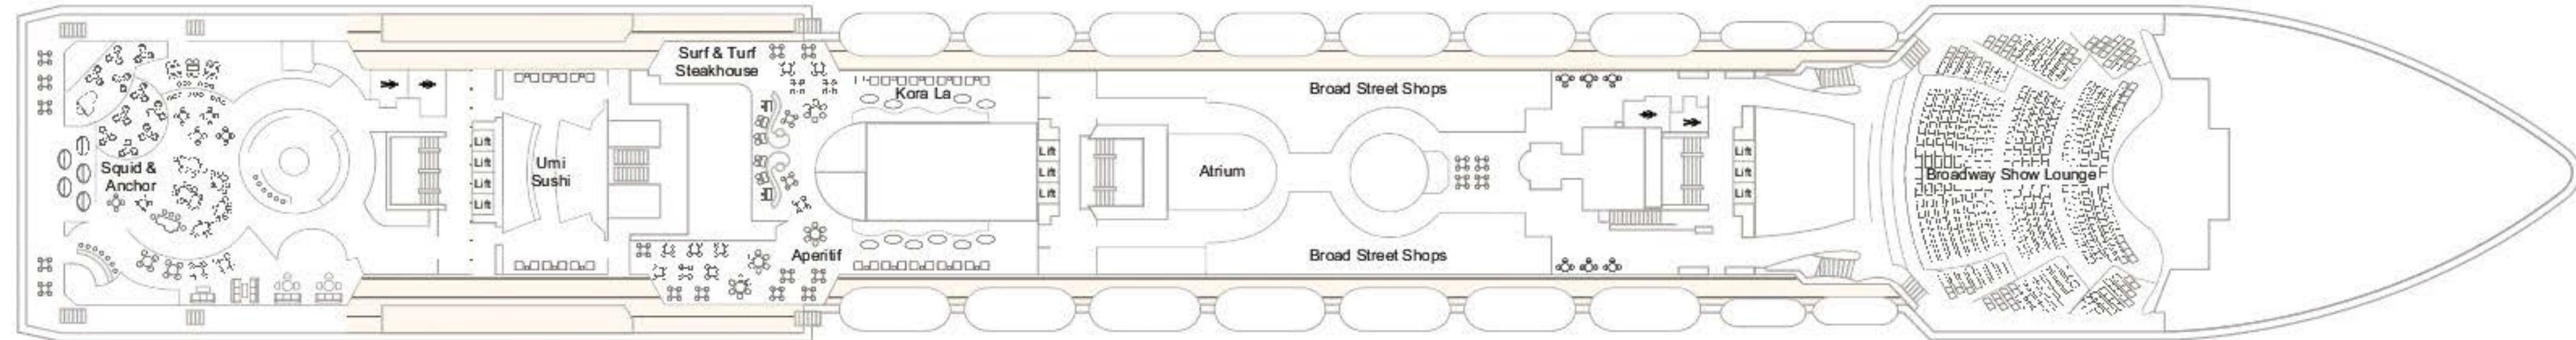 Surf & Turf
Steakhouse
Kora La
Broad Street Shops
Lift
Lift
Lift
Lift
Umi
Sushi
Squid &
Anchor
Lift
Lift
Lift
Atrium
Lift
Lift
Lift
Broadway Show Lounge
Aperitif
Broad Street Shops